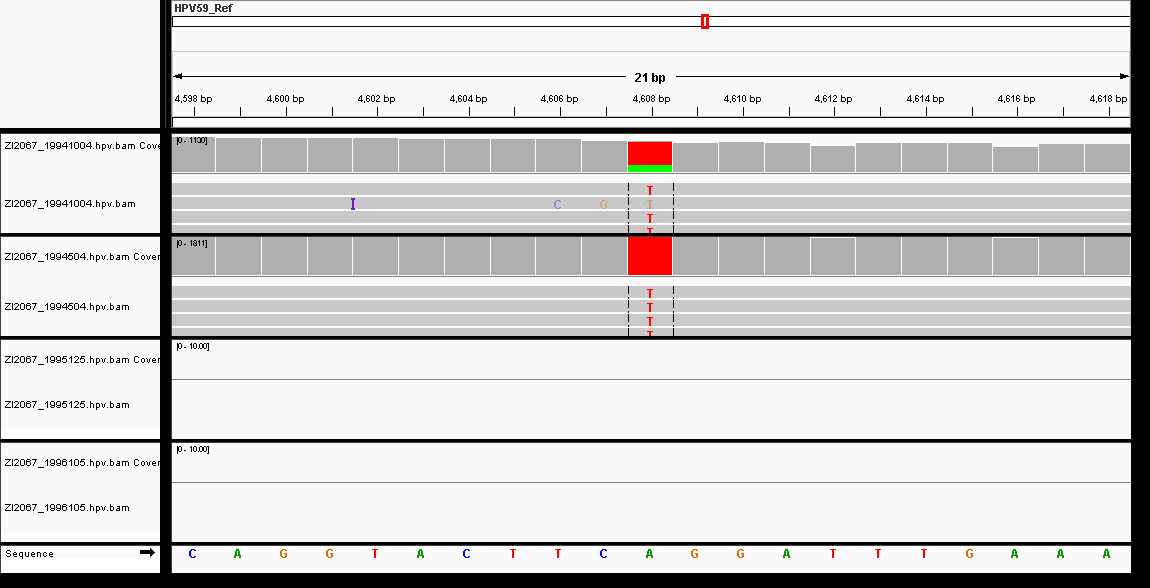 HPV59_Ref
21 bp
4,598 bp 4,600 bp 4,602 bp 4,604 bp 4,606 bp 4,608 bp 4,610 bp 4,612 bp 4,614 bp 4,616 bp 4,618 bp
ZI2067_19941004.hpv.bam Cove
[0 - 1130]
T
ZI2067_19941004.hpv.bam I C G T
T
T
ZI2067_1994504.hpv.bam Cover
[0 - 1811]
T
ZI2067_1994504.hpv.bam T
T
T
[0 - 10.00]
ZI2067_1995125.hpv.bam Cover
ZI2067_1995125.hpv.bam
[0 - 10.00]
ZI2067_1996105.hpv.bam Cover
ZI2067_1996105.hpv.bam
Sequence C A G G T A C T T C A G G A T T T G A A A